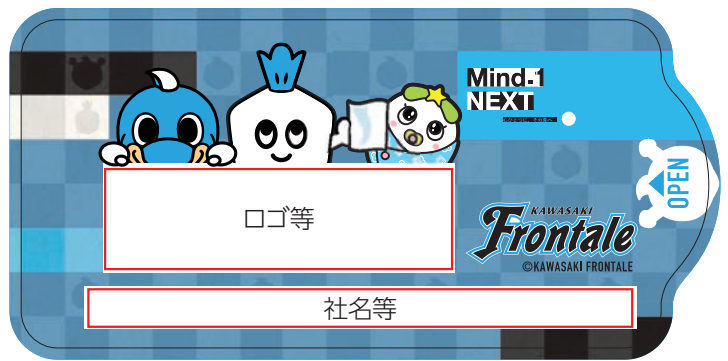 Mind-1
NEXT
OPEN
ロゴ等
KAWASAKI
Frontale
©KAWASAKI FRONTALE
社名等